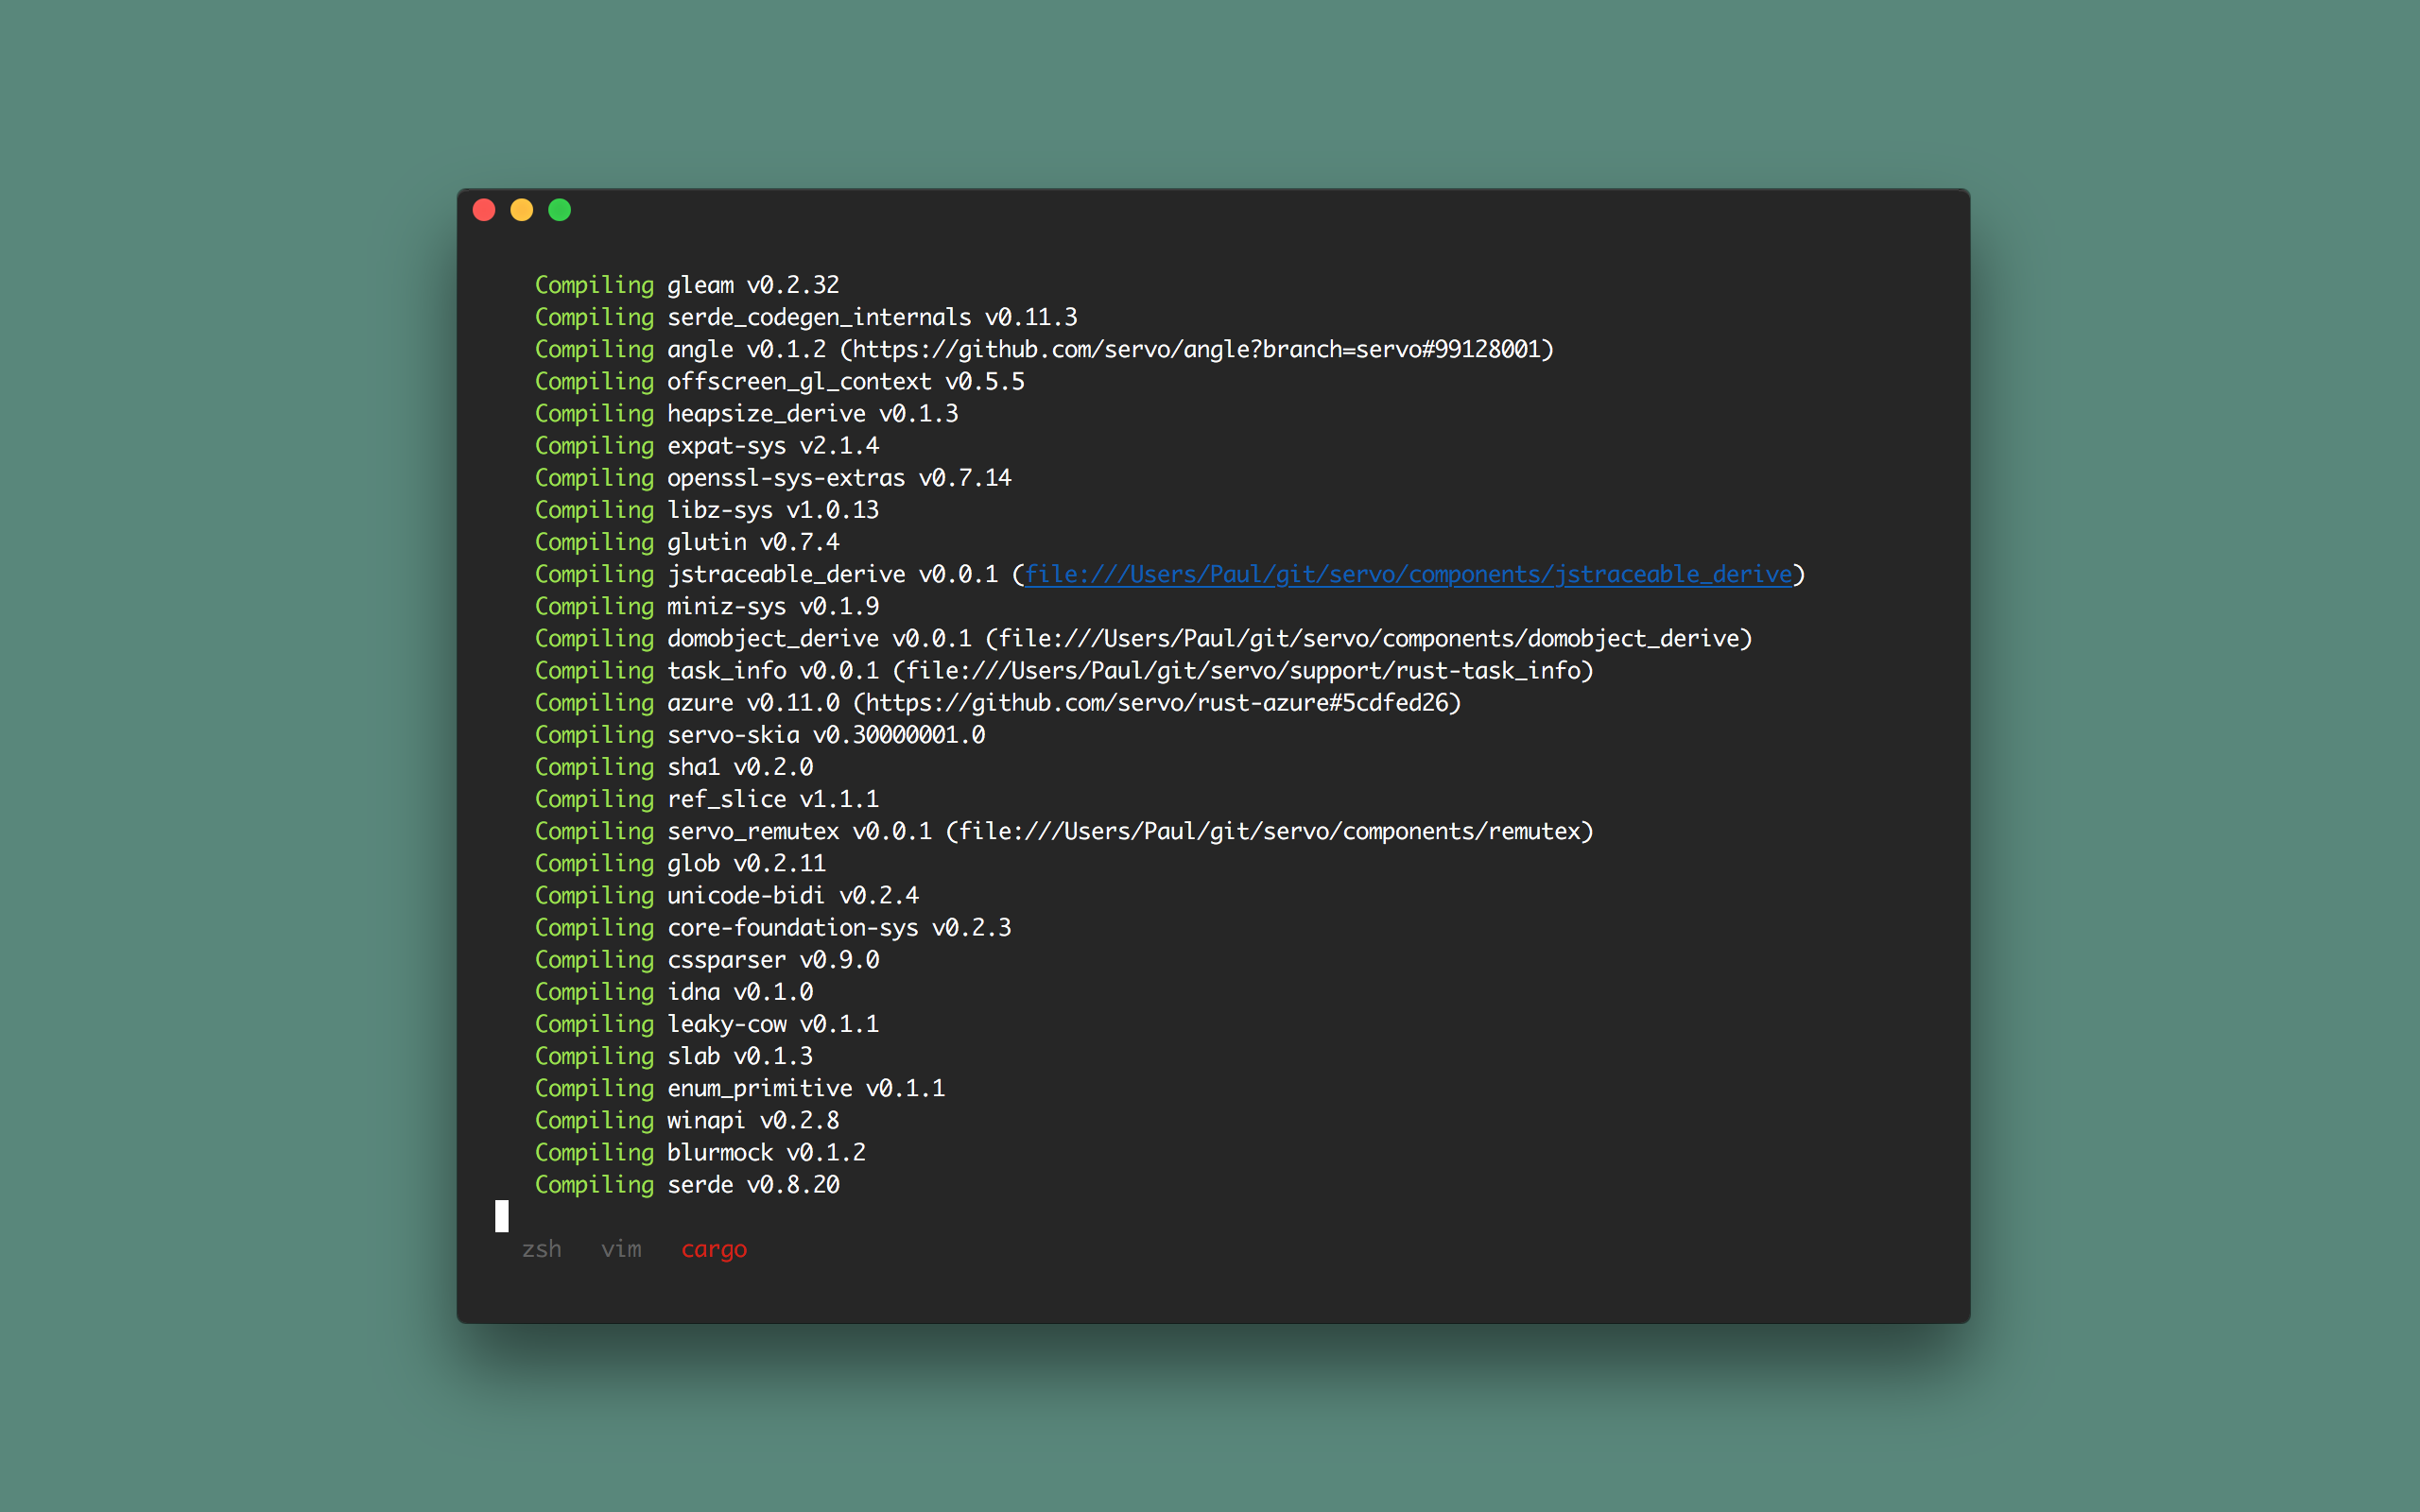 Compiling gleam v0.2.32
Compiling serde_codegen_internals v0.11.3
Compiling angle v0.1.2 (https://github.com/servo/angle?branch=servo#99128001)
Compiling offscreen_gl_context v0.5.5
Compiling heapsize_derive v0.1.3
Compiling expat-sys v2.1.4
Compiling openssl-sys-extras v0.7.14
Compiling libz-sys v1.0.13
Compiling glutin v0.7.4
Compiling jstraceable_derive v0.0.1 (file:///Users/Paul/git/servo/components/jstraceable_derive)
Compiling miniz-sys v0.1.9
Compiling domobject_derive v0.0.1 (file:///Users/Paul/git/servo/components/domobject_derive)
Compiling task_info v0.0.1 (file:///Users/Paul/git/servo/support/rust-task_info)
Compiling azure v0.11.0 (https://github.com/servo/rust-azure#5cdfed26)
Compiling servo-skia v0.30000001.0
Compiling sha1 v0.2.0
Compiling ref_slice v1.1.1
Compiling servo_remutex v0.0.1 (file:///Users/Paul/git/servo/components/remutex)
Compiling glob v0.2.11
Compiling unicode-bidi v0.2.4
Compiling core-foundation-sys v0.2.3
Compiling cssparser v0.9.0
Compiling idna v0.1.0
Compiling leaky-cow v0.1.1
Compiling slab v0.1.3
Compiling enum_primitive v0.1.1
Compiling winapi v0.2.8
Compiling blurmock v0.1.2
Compiling serde v0.8.20
zsh vim cargo